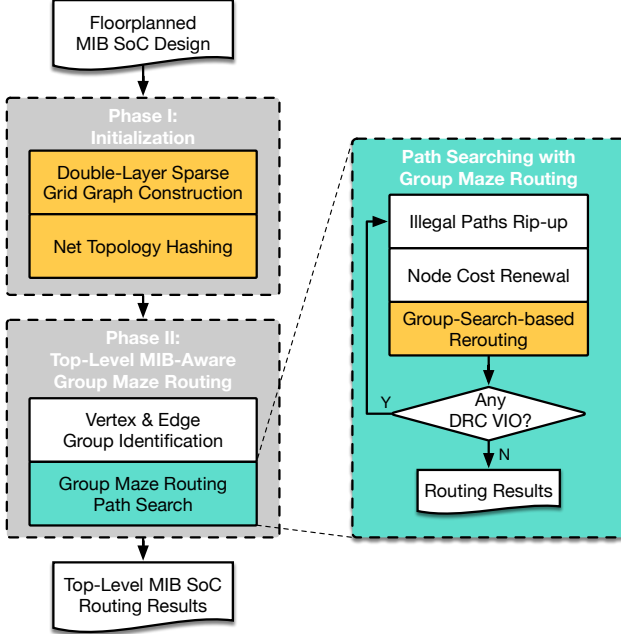 Floorplanned
MIB SoC Design
Phase I:
Initialization
Double-Layer Sparse
Grid Graph Construction
Net Topology Hashing
Phase II:
Top-Level MIB-Aware
Group Maze Routing
Vertex & Edge
Group Identification
Group Maze Routing
Path Search
Top-Level MIB SoC
Routing Results
Path Searching with
Group Maze Routing
Illegal Paths Rip-up
Node Cost Renewal
Group-Search-based
Rerouting
Y
Any
DRC VIO?
N
Routing Results